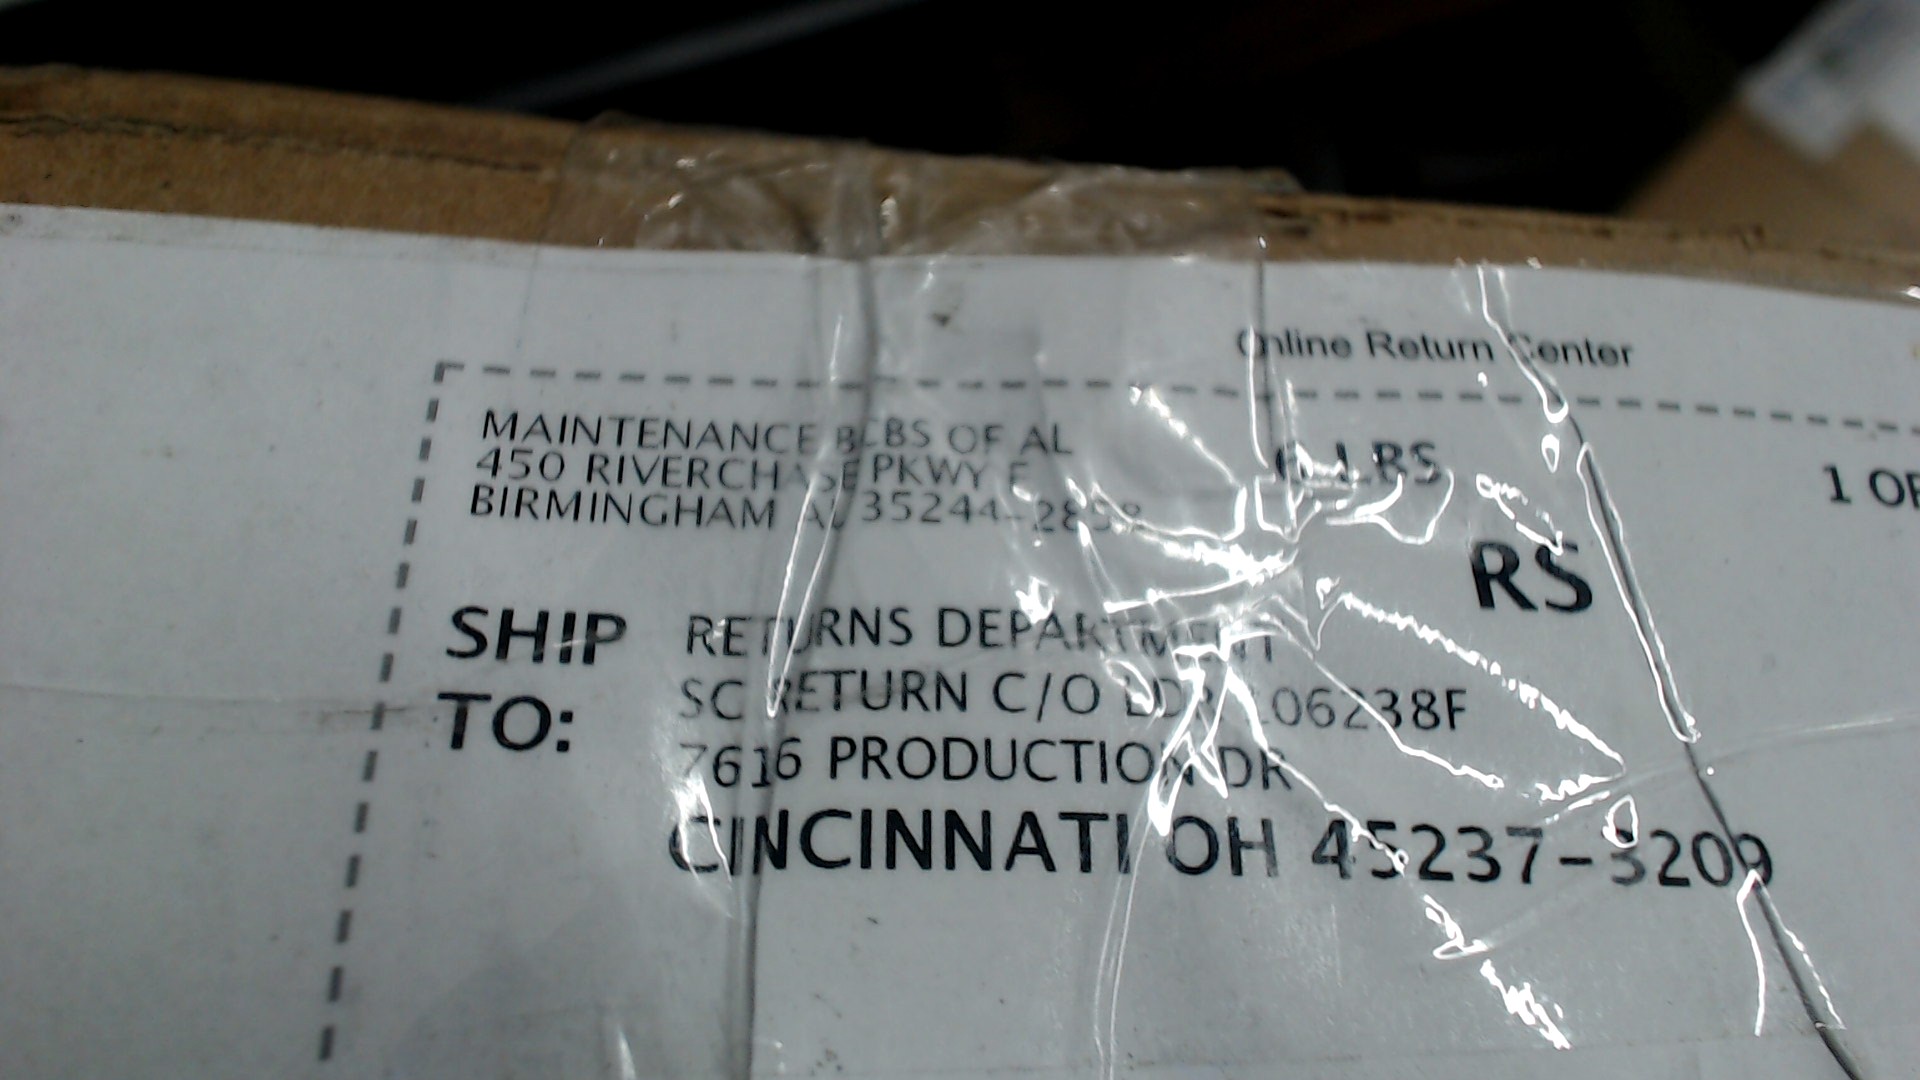 Online Return Center
MAINTENANCE BCBS OF AL
450 RIVERCHASE PKWY E
BIRMINGHAM AL 35244-2858
LBS
1 OF
RS
SHIP TO:
RETURNS DEPARTMENT
SC RETURN C/O LDR
7616 PRODUCTION DR
CINCINNATI OH 45237-3209